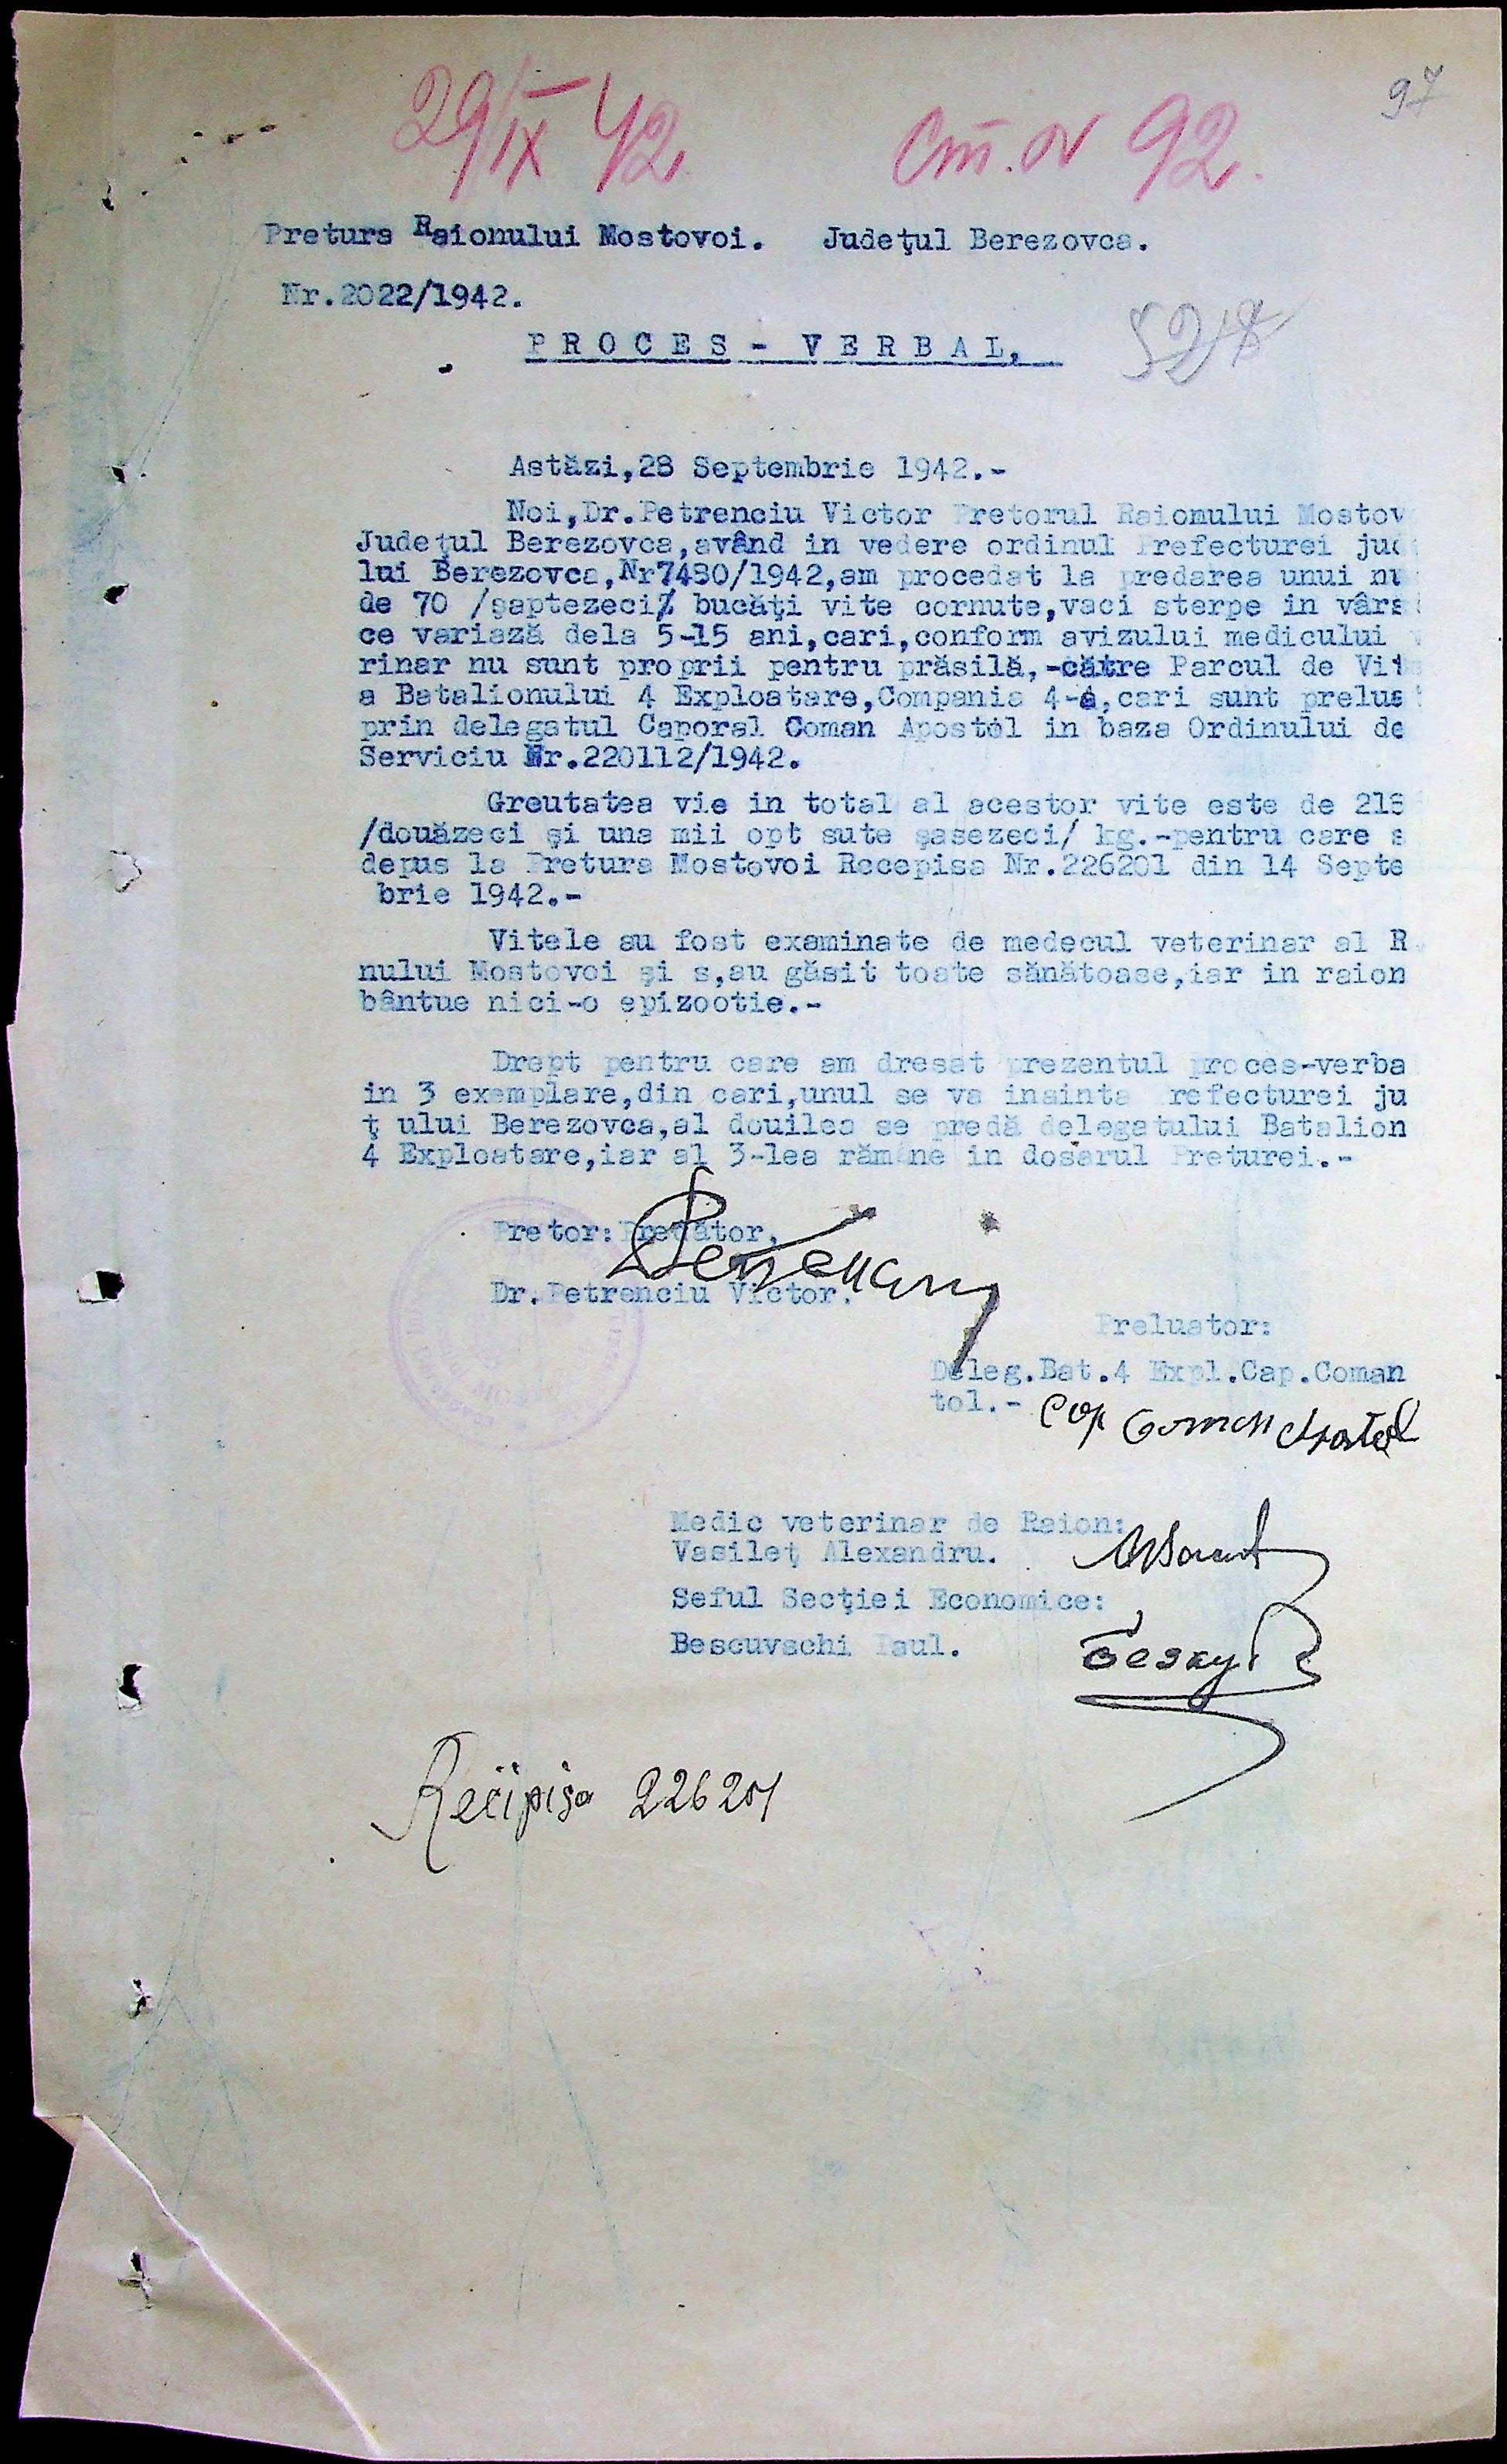 97
29/IX 42. Cm. N 92.
Pretura Raionului Mostovoi. Judeţul Berezovca.
Nr.2022/1942.
PROCES - VERBAL,
Astăzi,28 Septembrie 1942.-
Noi,Dr.Petrenciu Victor Pretorul Raionului Mostov
Judeţul Berezovca,având in vedere ordinul Prefecturei jud
lui Berezovca,Nr7480/1942,am procedat la predarea unui nu
de 70 /şaptezeci/ bucăţi vite cornute,vaci sterpe in vârs
ce variază dela 5-15 ani,cari,conform avizului medicului v
rinar nu sunt proprii pentru prăsilă,-către Parcul de Vit
a Batalionului 4 Exploatare,Compania 4-a,cari sunt prelua
prin delegatul Caporal Coman Apostol in baza Ordinului de
Serviciu Nr.220112/1942.
Greutatea vie in total al acestor vite este de 218
/douăzeci şi una mii opt sute şasezeci/ kg.-pentru care s
depus la Pretura Mostovoi Recepisa Nr.226201 din 14 Septe
brie 1942.-
Vitele au fost examinate de medecul veterinar al R
nului Mostovoi şi s,au găsit toate sănătoase,iar in raion
bântue nici-o epizootie.-
Drept pentru care am dresat prezentul proces-verba
in 3 exemplare,din cari,unul se va inainta Prefecturei ju
ţ ului Berezovca,al douilea se predă delegatului Batalion
4 Exploatare,iar al 3-lea rămâne in dosarul Preturei.-
Pretor:Predător,
Dr.Petrenciu Victor.
Preluator:
Deleg.Bat.4 Expl.Cap.Coman
tol.- Cap Coman Apostol
Medic veterinar de Raion:
Vasileţ Alexandru.
Seful Secţiei Economice:
Bescuvschi Paul.
Recipisa 226201